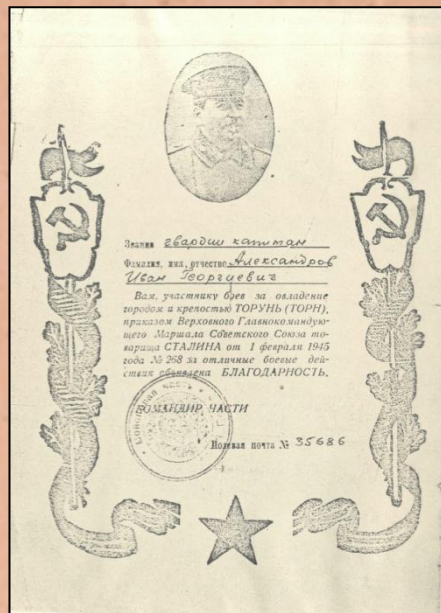 Звание гвардии капитан
Фамилия, имя, отчество Александров
Иван Георгиевич
Вам, участнику боев за овладение
городом и крепостью ТОРУНЬ (ТОРН),
приказом Верховного Главнокомандую-
щего Маршала Советского Союза то-
варища СТАЛИНА от 1 февраля 1945
года № 268 за отличные боевые дей-
ствия объявлена БЛАГОДАРНОСТЬ.
КОМАНДИР ЧАСТИ
Полевая почта № 35686